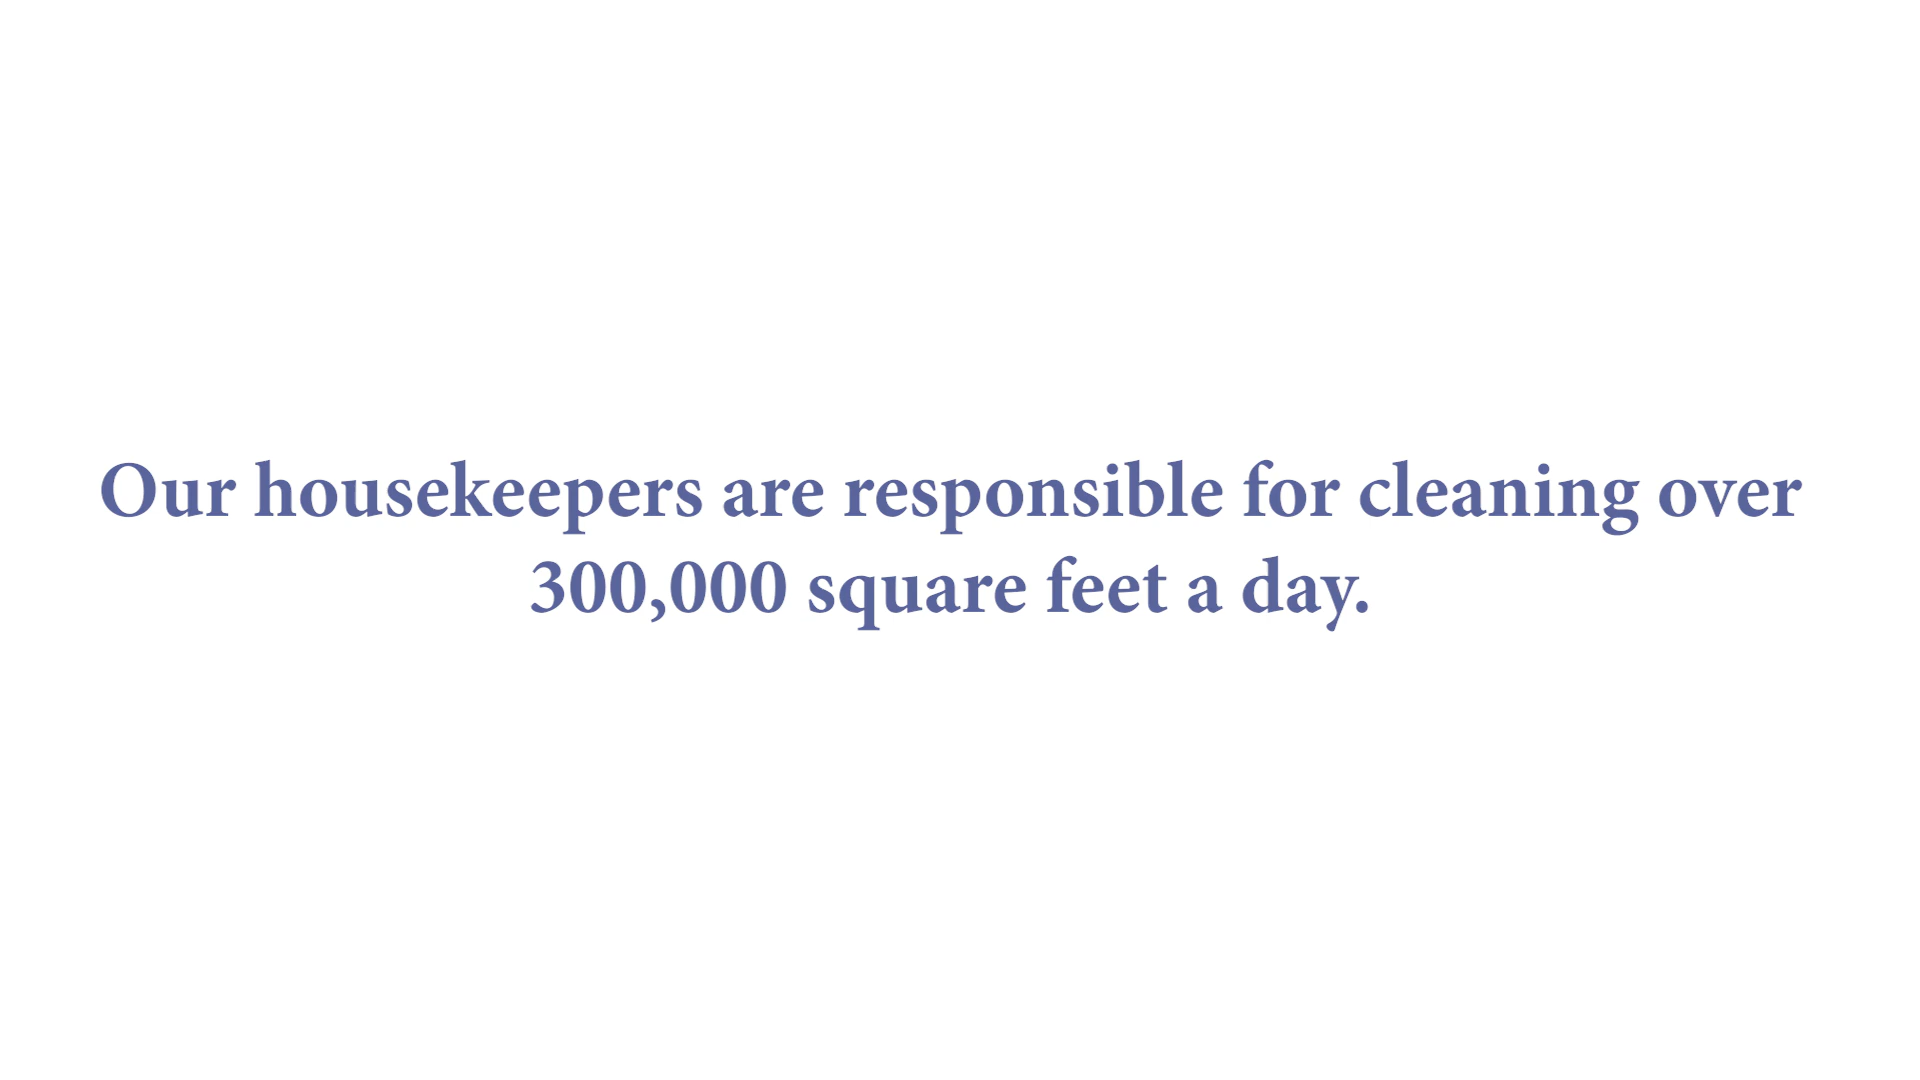 Our housekeepers are responsible for cleaning over
300,000 square feet a day.